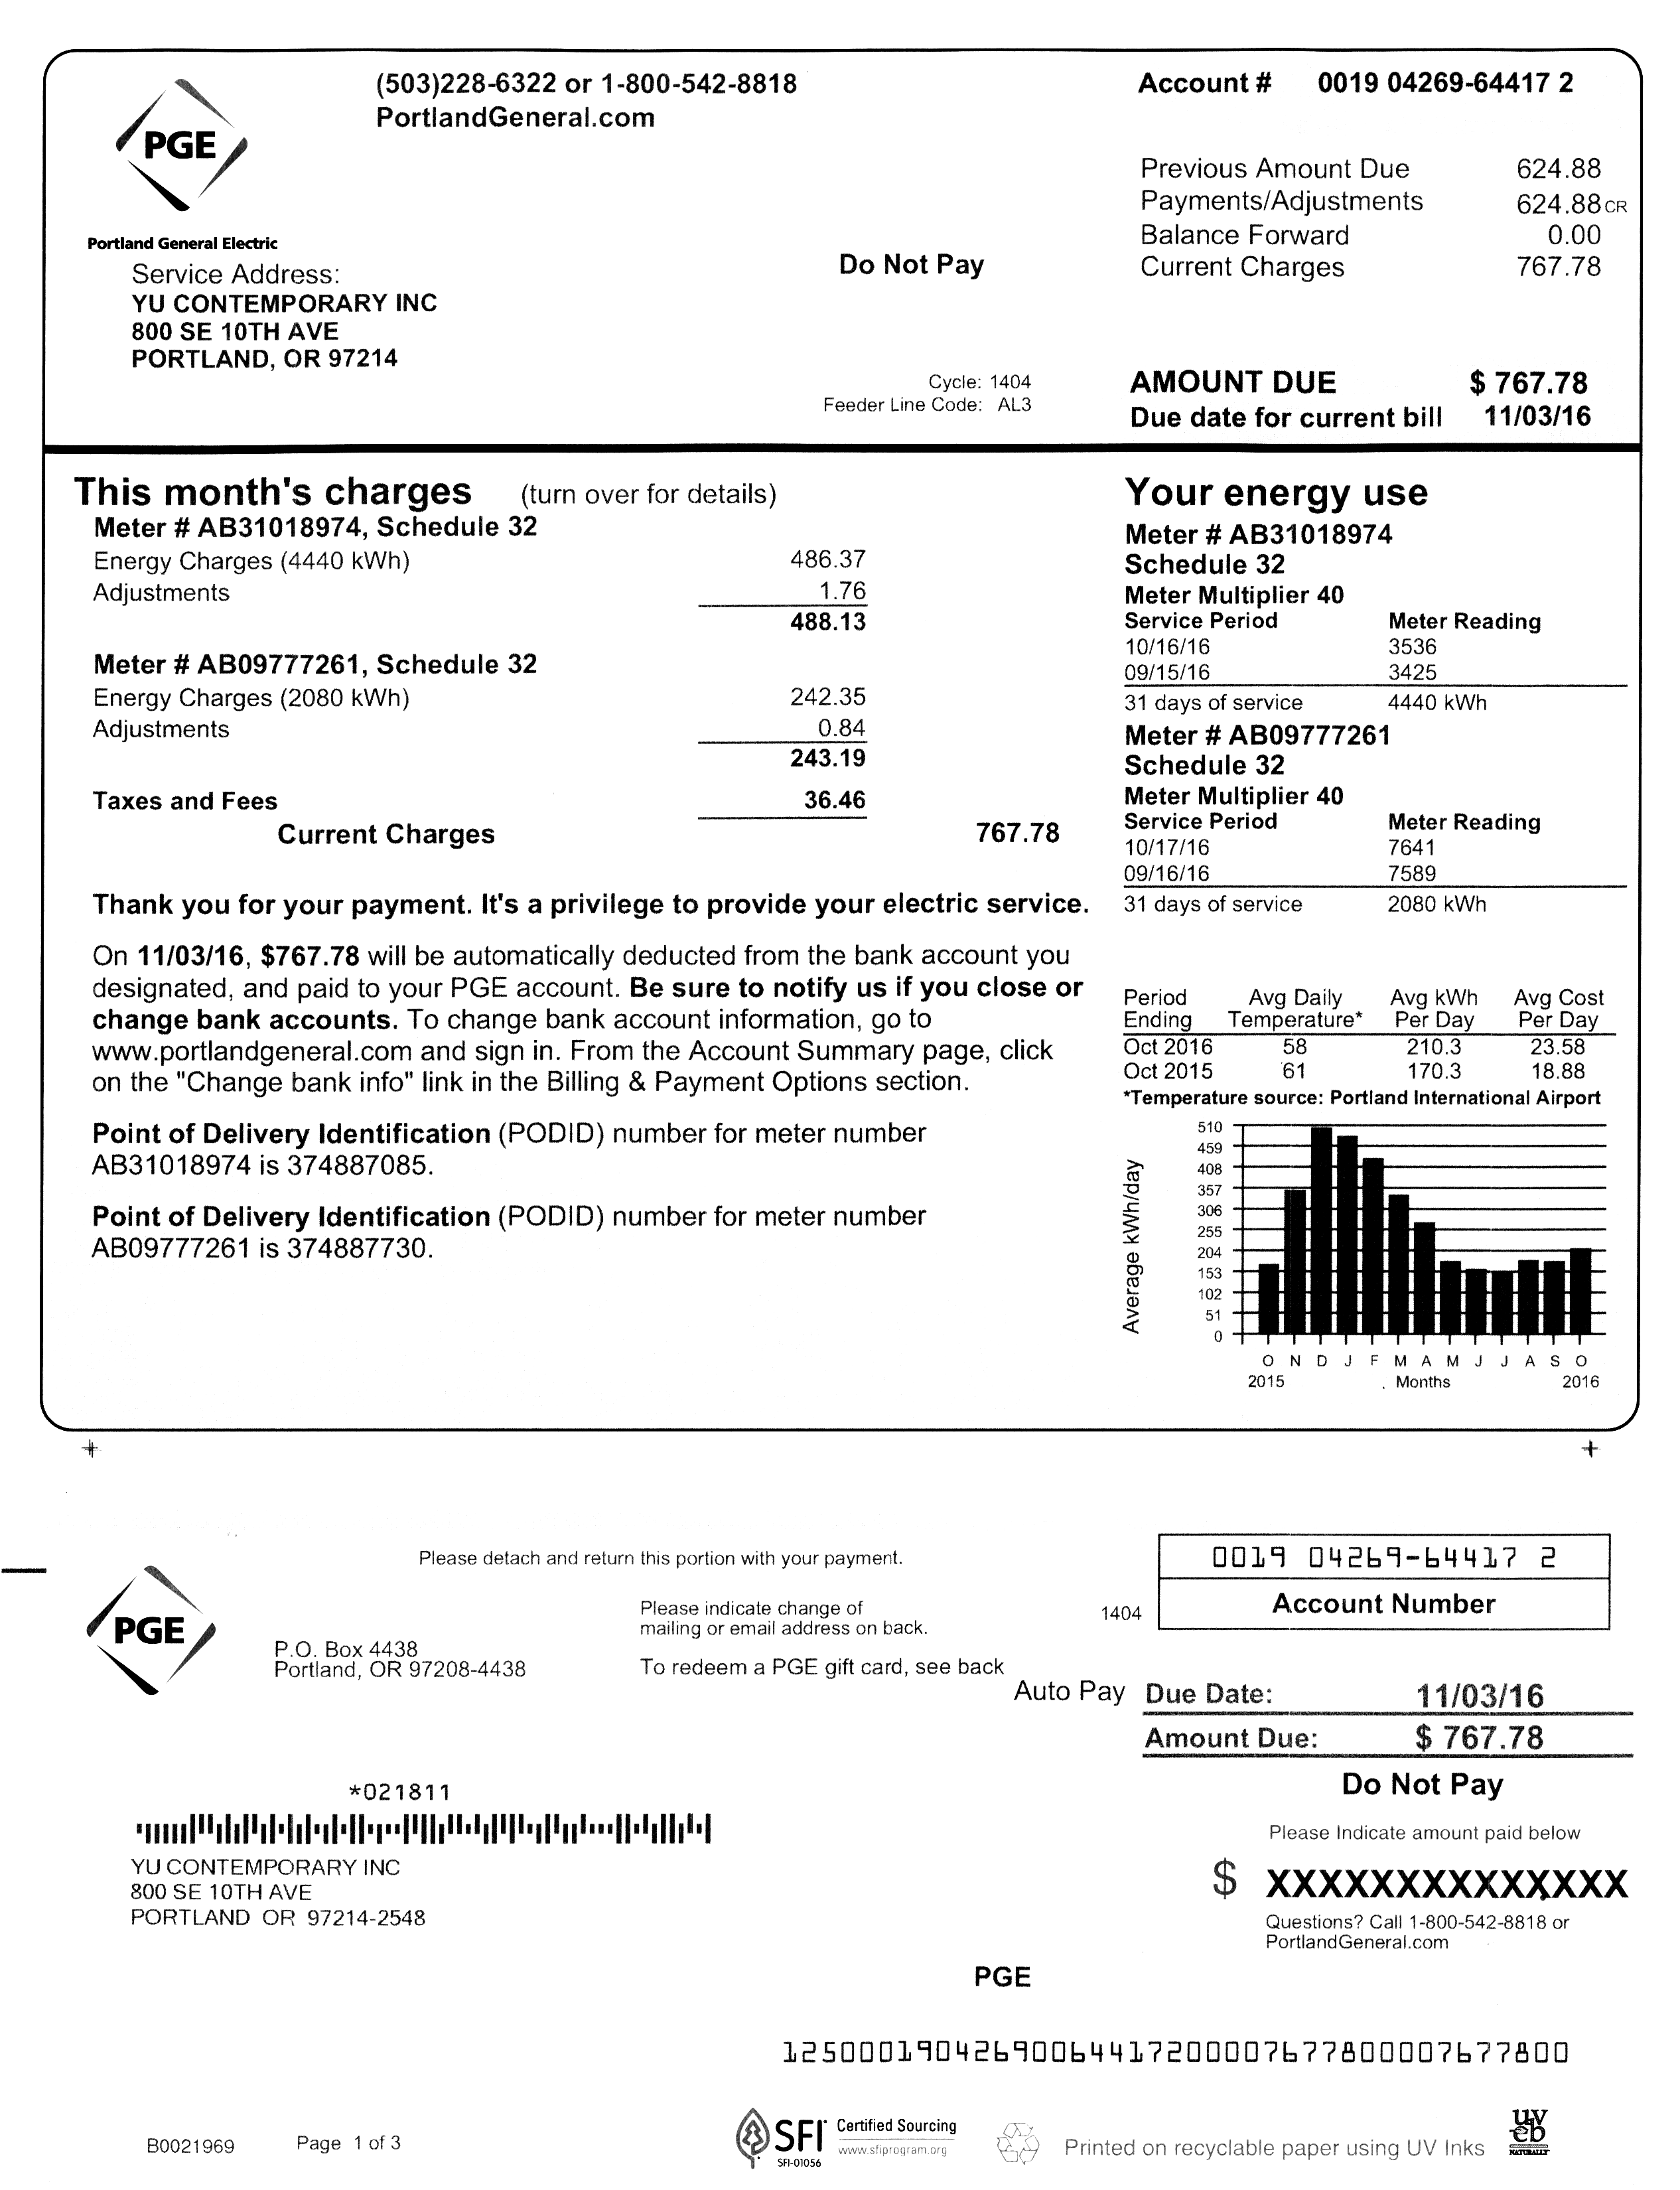 PGE
Portland General Electric
(503)228-6322 or 1-800-542-8818
PortlandGeneral.com
Account # 0019 04269-64417 2
Previous Amount Due 624.88
Payments/Adjustments 624.88CR
Balance Forward 0.00
Current Charges 767.78
Service Address:
YU CONTEMPORARY INC
800 SE 10TH AVE
PORTLAND, OR 97214
Do Not Pay
Cycle: 1404
Feeder Line Code: AL3
AMOUNT DUE $ 767.78
Due date for current bill 11/03/16
This month's charges (turn over for details)
Meter # AB31018974, Schedule 32
Energy Charges (4440 kWh) 486.37
Adjustments 1.76
488.13
Meter # AB09777261, Schedule 32
Energy Charges (2080 kWh) 242.35
Adjustments 0.84
243.19
Taxes and Fees 36.46
Current Charges 767.78
Thank you for your payment. It's a privilege to provide your electric service.
On 11/03/16, $767.78 will be automatically deducted from the bank account you
designated, and paid to your PGE account. Be sure to notify us if you close or
change bank accounts. To change bank account information, go to
www.portlandgeneral.com and sign in. From the Account Summary page, click
on the "Change bank info" link in the Billing & Payment Options section.
Point of Delivery Identification (PODID) number for meter number
AB31018974 is 374887085.
Point of Delivery Identification (PODID) number for meter number
AB09777261 is 374887730.
Your energy use
Meter # AB31018974
Schedule 32
Meter Multiplier 40
Service Period Meter Reading
10/16/16 3536
09/15/16 3425
31 days of service 4440 kWh
Meter # AB09777261
Schedule 32
Meter Multiplier 40
Service Period Meter Reading
10/17/16 7641
09/16/16 7589
31 days of service 2080 kWh
Period Avg Daily Avg kWh Avg Cost
Ending Temperature* Per Day Per Day
Oct 2016 58 210.3 23.58
Oct 2015 61 170.3 18.88
*Temperature source: Portland International Airport
Average kWh/day
510
459
408
357
306
255
204
153
102
51
0
O N D J F M A M J J A S O
2015 Months 2016
Please detach and return this portion with your payment.
PGE
P.O. Box 4438
Portland, OR 97208-4438
Please indicate change of
mailing or email address on back.
To redeem a PGE gift card, see back
1404
0019 04269-64417 2
Account Number
Auto Pay Due Date: 11/03/16
Amount Due: $ 767.78
Do Not Pay
Please Indicate amount paid below
$ XXXXXXXXXXXXXX
Questions? Call 1-800-542-8818 or
PortlandGeneral.com
*021811
YU CONTEMPORARY INC
800 SE 10TH AVE
PORTLAND OR 97214-2548
PGE
125000190426900644172000076778000076778​00
B0021969 Page 1 of 3
SFI Certified Sourcing
www.sfiprogram.org
SFI-01056
Printed on recyclable paper using UV Inks
uv
eb
NATURALLY